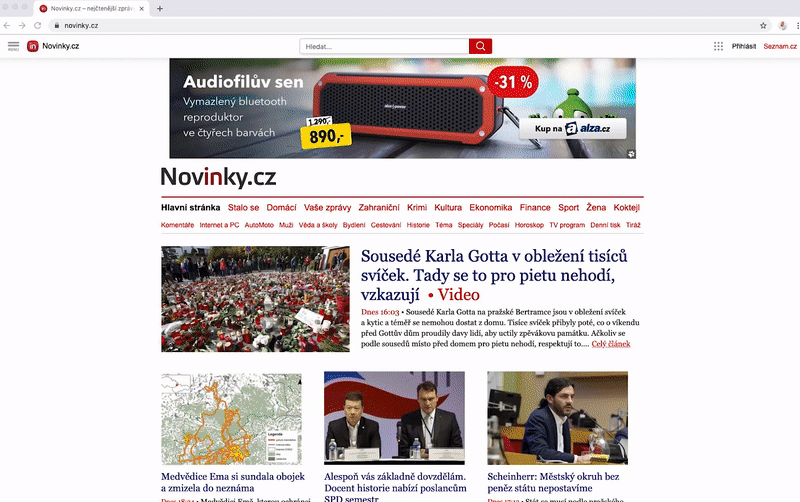 Novinky.cz – nejčtenější zpráv
novinky.cz
MENU
Novinky.cz
Hledat...
Přihlásit
Seznam.cz
Audiofilův sen
Vymazlený bluetooth
reproduktor
ve čtyřech barvách
1.290,-
890,-
-31 %
Kup na alza.cz
Novinky.cz
Hlavní stránka Stalo se Domácí Vaše zprávy Zahraniční Krimi Kultura Ekonomika Finance Sport Žena Koktejl
Komentáře Internet a PC AutoMoto Muži Věda a školy Bydlení Cestování Historie Téma Speciály Počasí Horoskop TV program Denní tisk Tiráž
Sousedé Karla Gotta v obležení tisíců
svíček. Tady se to pro pietu nehodí,
vzkazují • Video
Dnes 16:03 • Sousedé Karla Gotta na pražské Bertramce jsou v obležení svíček
a kytic a téměř se nemohou dostat z domu. Tisíce svíček přibyly poté, co o víkendu
před Gottův dům proudily davy lidí, aby uctily zpěvákovu památku. Ačkoliv se
podle sousedů místo před domem pro pietu nehodí, respektují to.... Celý článek
Medvědice Ema si sundala obojek
a zmizela do neznáma
Alespoň vás základně dovzdělám.
Docent historie nabízí poslancům
SPD semestr
Scheinherr: Městský okruh bez
peněz státu nepostavíme